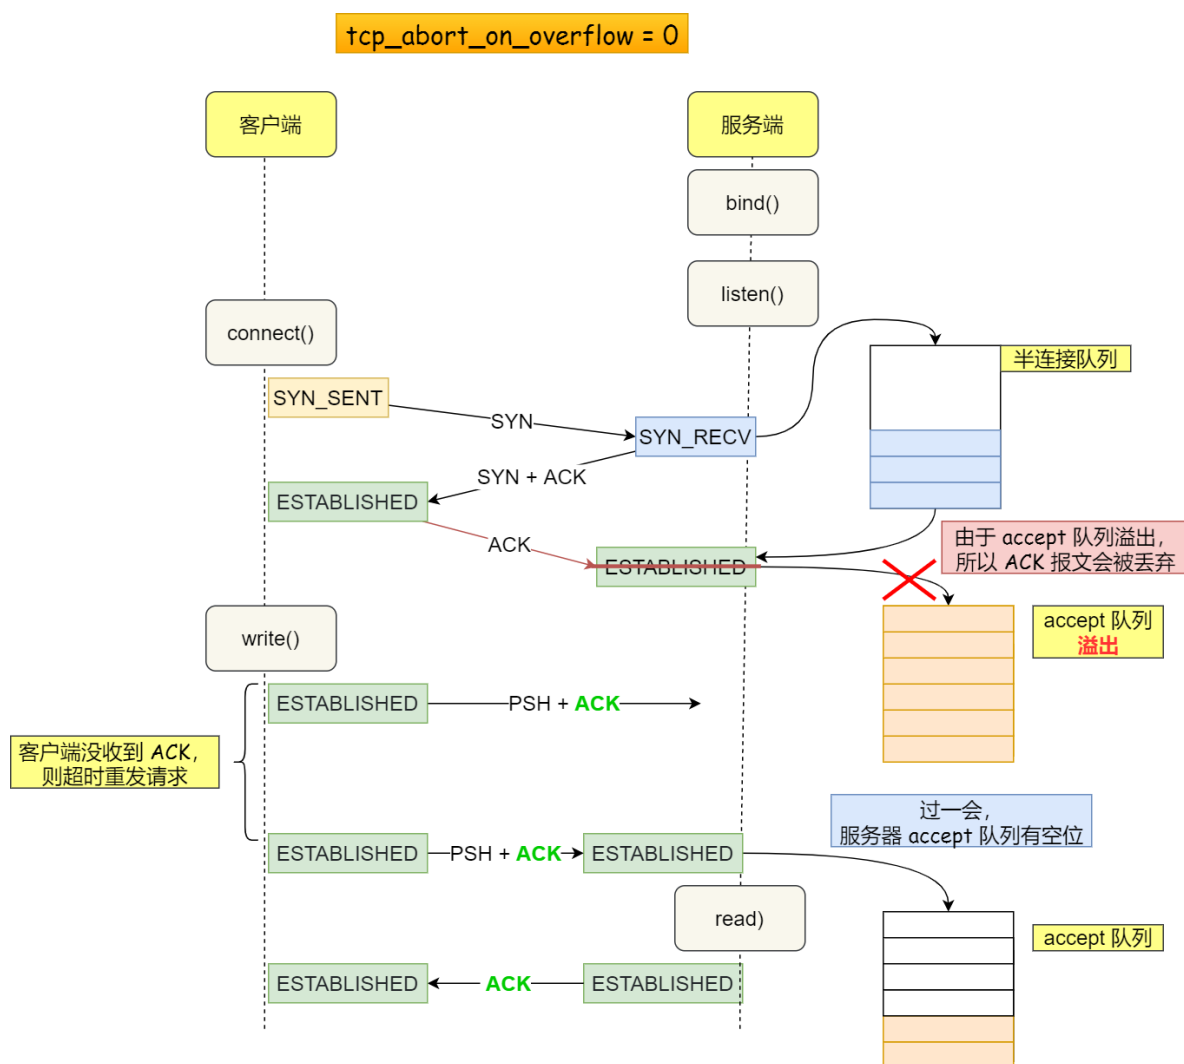 tcp_abort_on_overflow = 0
客户端
服务端
bind()
listen()
connect()
半连接队列
SYN_SENT
SYN
SYN_RECV
SYN + ACK
ESTABLISHED
ACK
ESTABLISHED
由于 accept 队列溢出,
所以 ACK 报文会被丢弃
accept 队列
溢出
write()
ESTABLISHED
PSH + ACK
客户端没收到 ACK,
则超时重发请求
过一会,
服务器 accept 队列有空位
ESTABLISHED
PSH + ACK
ESTABLISHED
read)
accept 队列
ESTABLISHED
ACK
ESTABLISHED